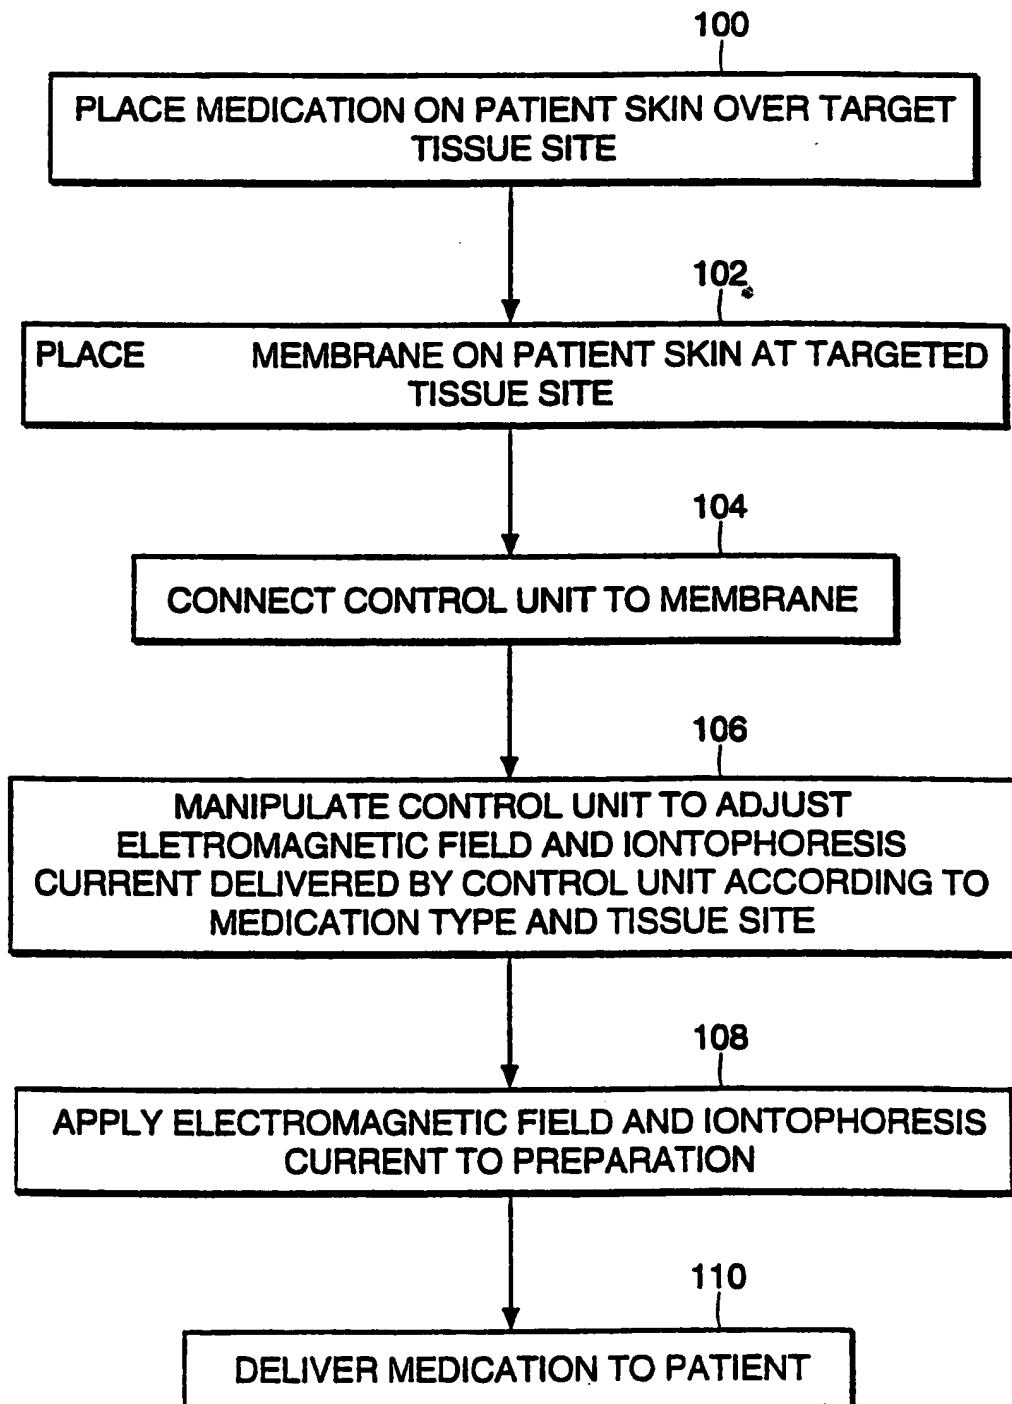 100
PLACE MEDICATION ON PATIENT SKIN OVER TARGET
TISSUE SITE
102
PLACE MEMBRANE ON PATIENT SKIN AT TARGETED
TISSUE SITE
104
CONNECT CONTROL UNIT TO MEMBRANE
106
MANIPULATE CONTROL UNIT TO ADJUST
ELETROMAGNETIC FIELD AND IONTOPHORESIS
CURRENT DELIVERED BY CONTROL UNIT ACCORDING TO
MEDICATION TYPE AND TISSUE SITE
108
APPLY ELECTROMAGNETIC FIELD AND IONTOPHORESIS
CURRENT TO PREPARATION
110
DELIVER MEDICATION TO PATIENT